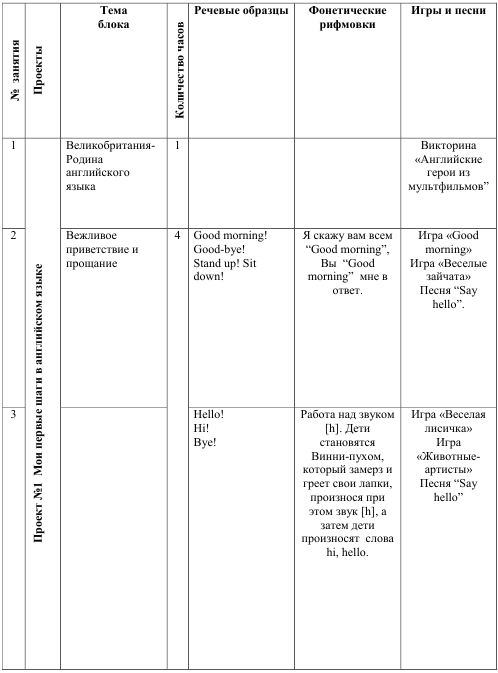 № занятия
Проекты
Тема
блока
Количество часов
Речевые образцы
Фонетические
рифмовки
Игры и песни
Проект №1 Мои первые шаги в английском языке
1
Великобритания-
Родина
английского
языка
1
Викторина
«Английские
герои из
мультфильмов”
2
Вежливое
приветствие и
прощание
4
Good morning!
Good-bye!
Stand up! Sit
down!
Я скажу вам всем
“Good morning”,
Вы “Good
morning” мне в
ответ.
Игра «Good
morning»
Игра «Веселые
зайчата»
Песня “Say
hello”.
3
Hello!
Hi!
Bye!
Работа над звуком
[h]. Дети
становятся
Винни-пухом,
который замерз и
греет свои лапки,
произнося при
этом звук [h], а
затем дети
произносят слова
hi, hello.
Игра «Веселая
лисичка»
Игра
«Животные-
артисты»
Песня “Say
hello”